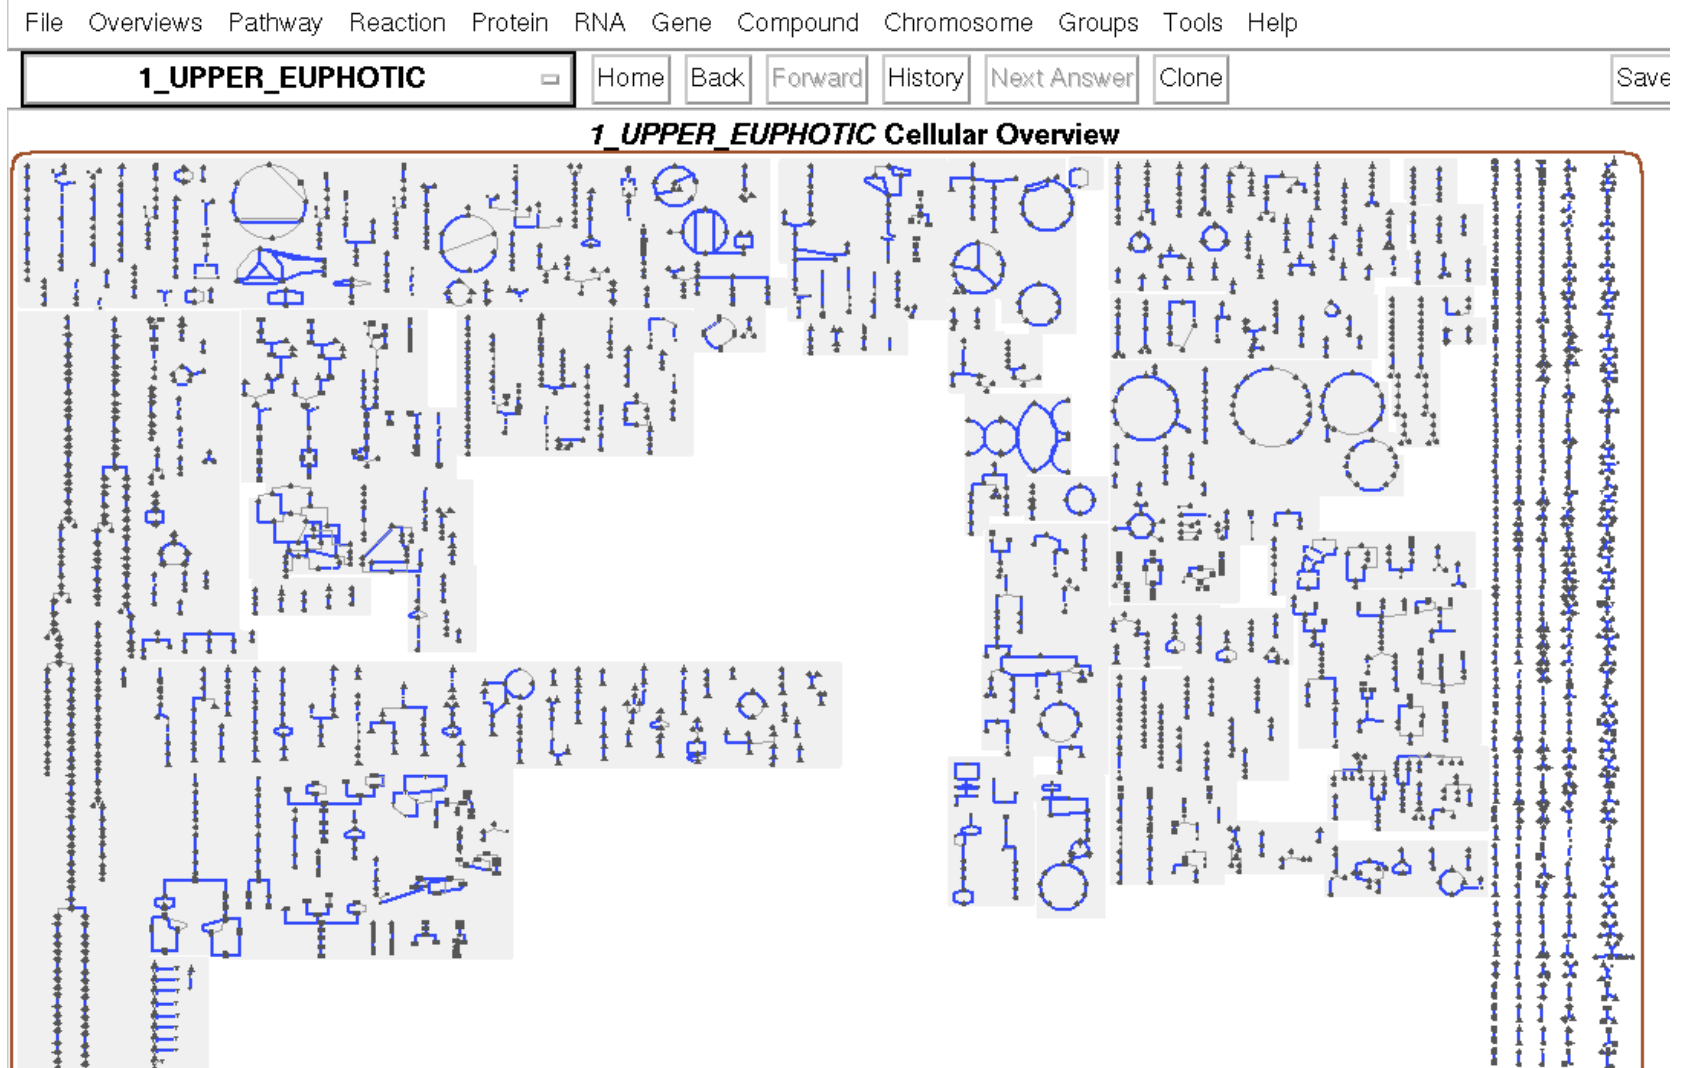 File Overviews Pathway Reaction Protein RNA Gene Compound Chromosome Groups Tools Help
1_UPPER_EUPHOTIC Home Back Forward History Next Answer Clone Save
1_UPPER_EUPHOTIC Cellular Overview